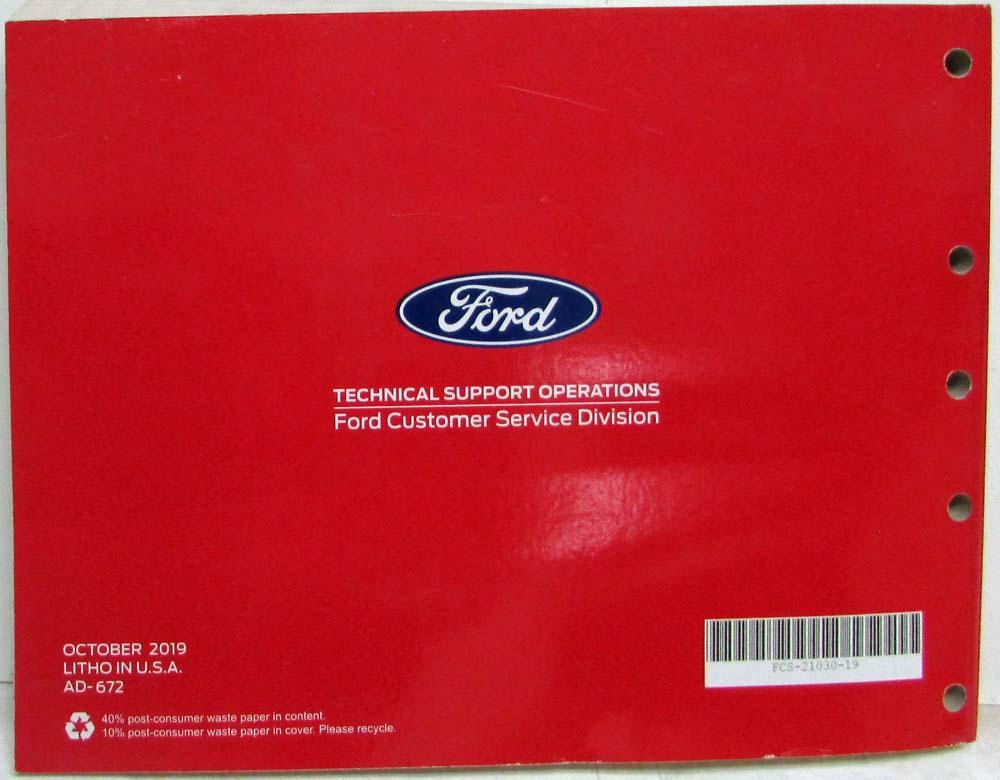 Ford
TECHNICAL SUPPORT OPERATIONS
Ford Customer Service Division
OCTOBER 2019
LITHO IN U.S.A.
AD-672
FCS-21030-19
40% post-consumer waste paper in content.
10% post-consumer waste paper in cover. Please recycle.